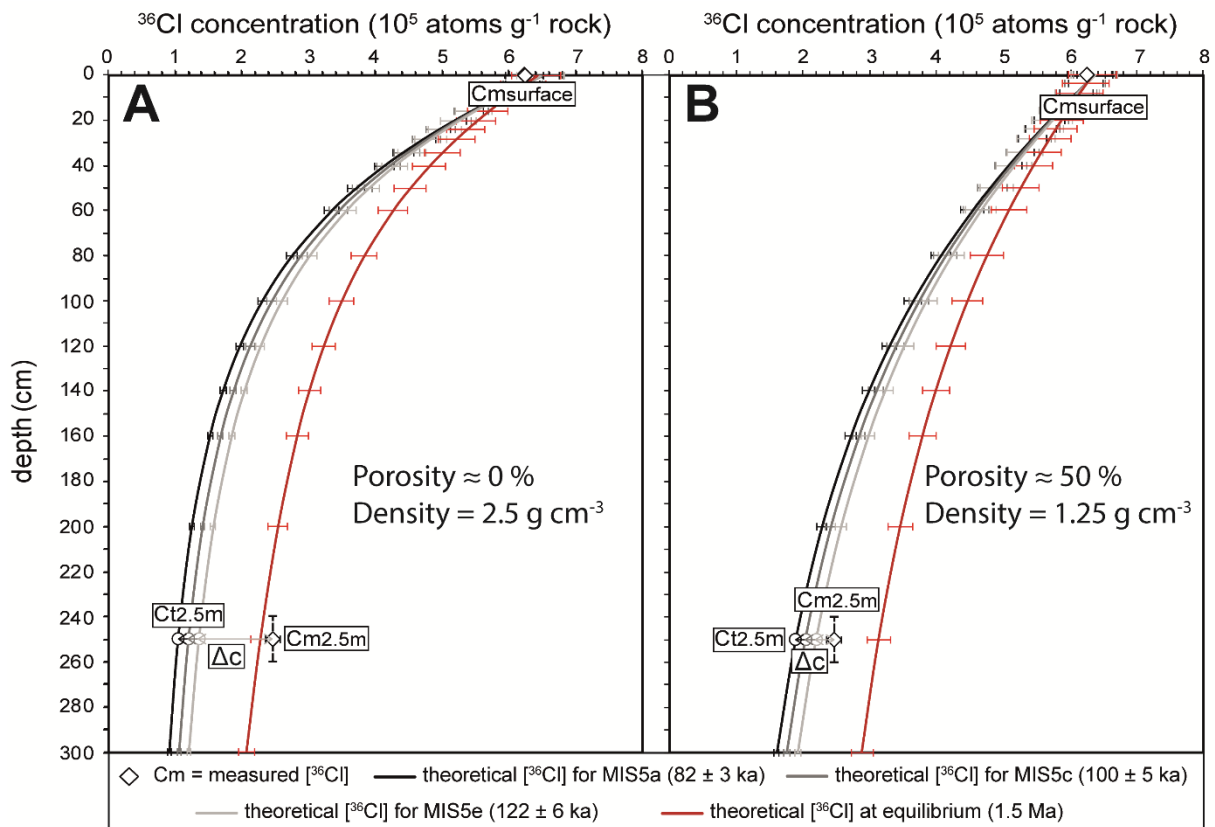 ³⁶Cl concentration (10⁵ atoms g⁻¹ rock)
0 1 2 3 4 5 6 7 8
³⁶Cl concentration (10⁵ atoms g⁻¹ rock)
0 1 2 3 4 5 6 7 8
depth (cm)
0
20
40
60
80
100
120
140
160
200
220
240
260
280
300
A
Cmsurface
Porosity ≈ 0 %
Density = 2.5 g cm⁻³
Ct2.5m
Cm2.5m
Δc
B
Cmsurface
Porosity ≈ 50 %
Density = 1.25 g cm⁻³
Cm2.5m
Ct2.5m
Δc
Cm = measured [³⁶Cl] theoretical [³⁶Cl] for MIS5a (82 ± 3 ka) theoretical [³⁶Cl] for MIS5c (100 ± 5 ka)
theoretical [³⁶Cl] for MIS5e (122 ± 6 ka) theoretical [³⁶Cl] at equilibrium (1.5 Ma)